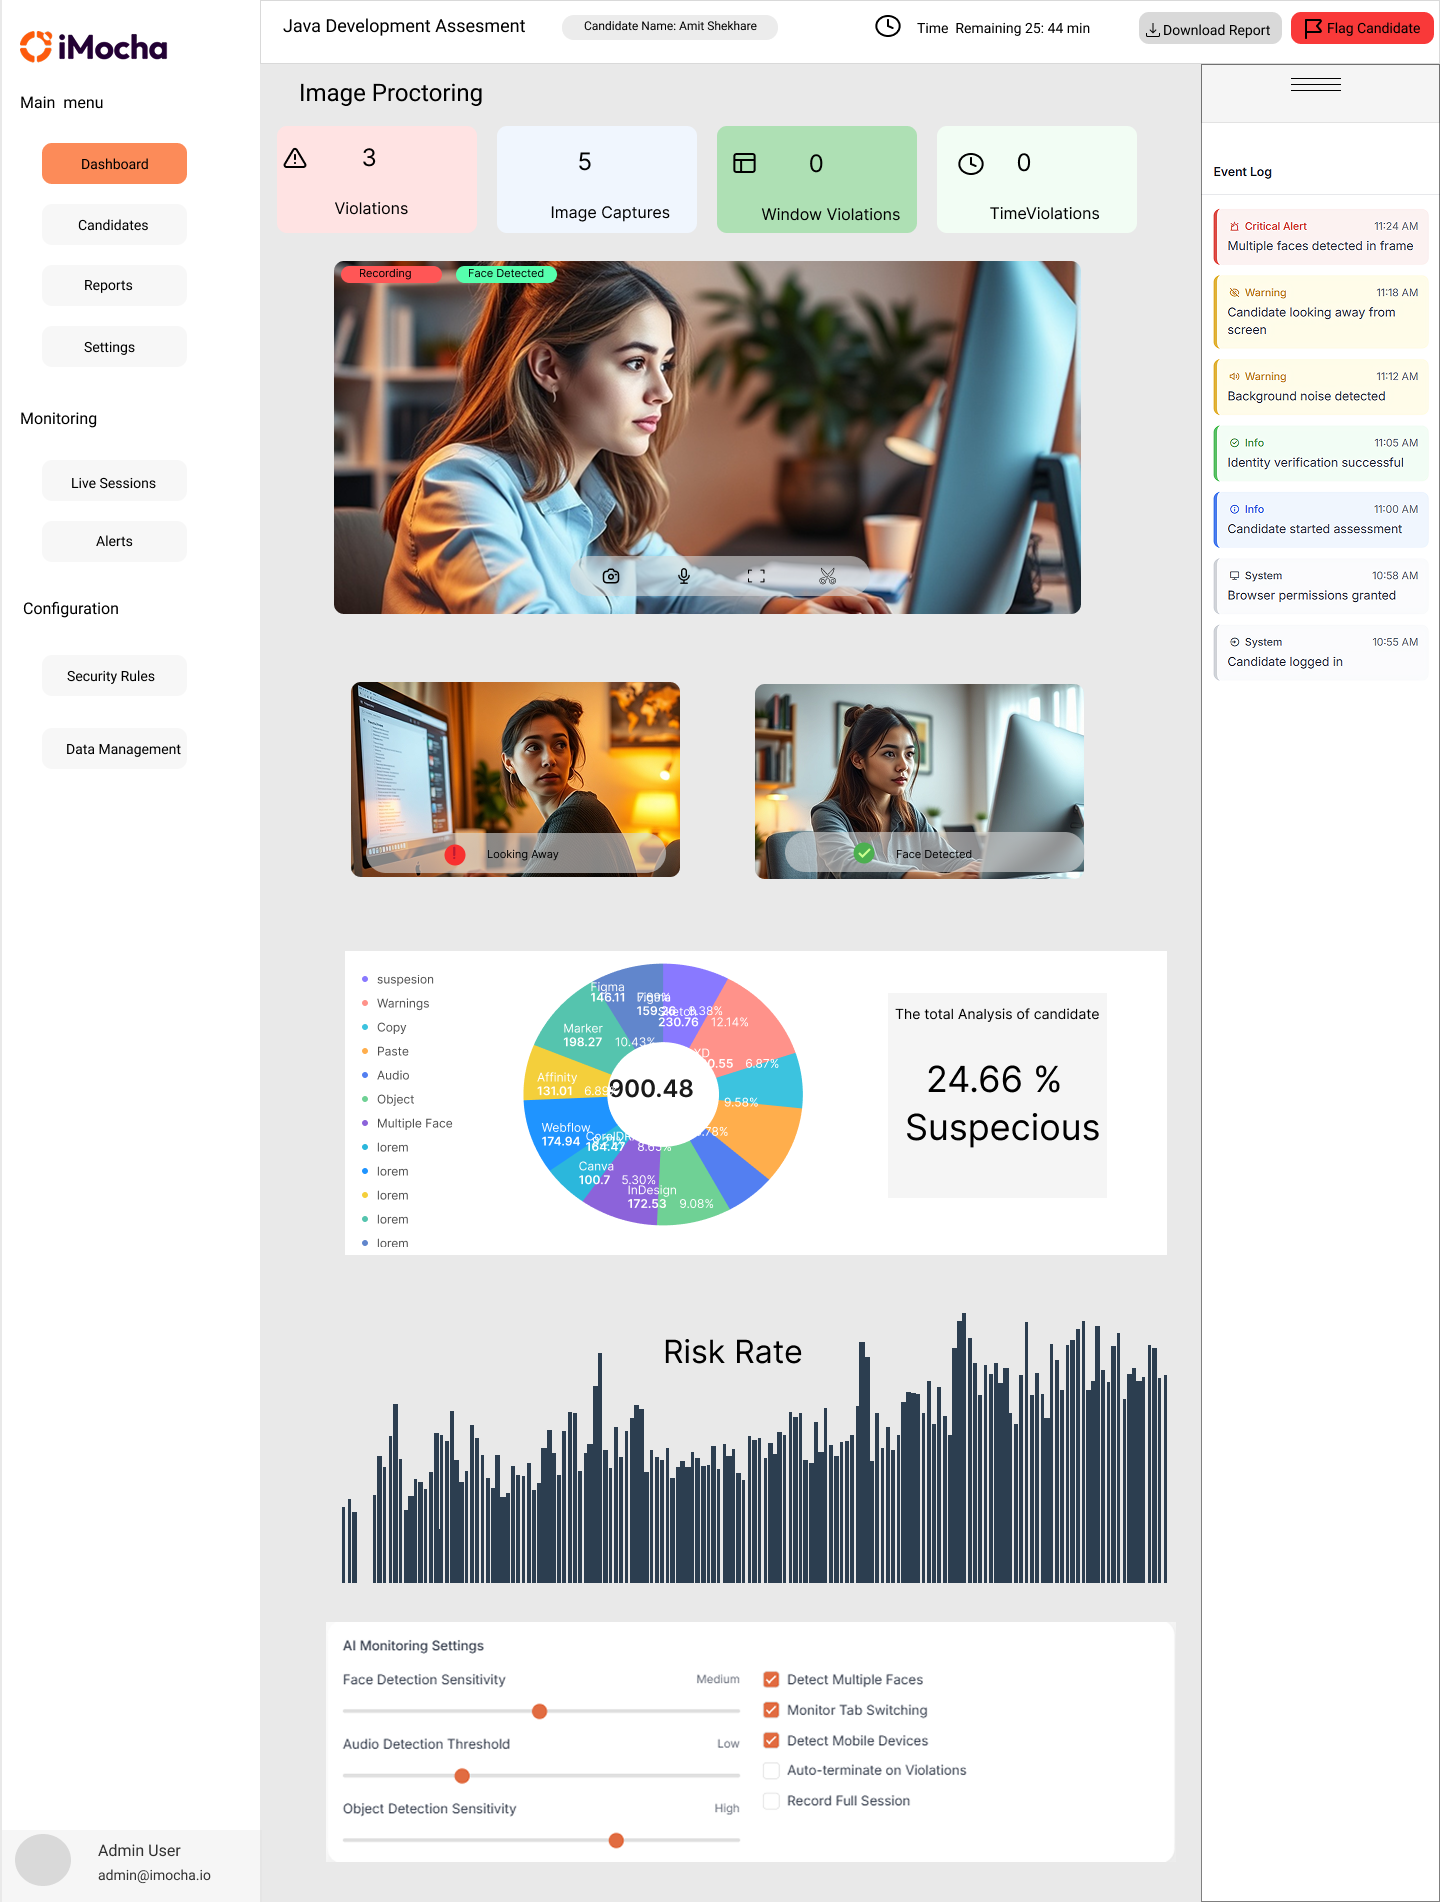 iMocha
Main menu
Dashboard
Candidates
Reports
Settings
Monitoring
Live Sessions
Alerts
Configuration
Security Rules
Data Management
Admin User
admin@imocha.io
Java Development Assesment
Candidate Name: Amit Shekhare
Time Remaining 25: 44 min
Download Report
Flag Candidate
Image Proctoring
3
Violations
5
Image Captures
0
Window Violations
0
TimeViolations
Recording
Face Detected
Looking Away
Face Detected
suspesion
Warnings
Copy
Paste
Audio
Object
Multiple Face
lorem
lorem
lorem
lorem
lorem
Figma
146.11 7.69%
Figma
159.26 8.38%
Sketch
230.76 12.14%
XD
6.87%
9.58%
Marker
198.27 10.43%
Affinity
131.01
Webflow
174.94
164.47 8.65%
Canva
100.7 5.30%
InDesign
172.53 9.08%
900.48
The total Analysis of candidate
24.66 %
Suspecious
Risk Rate
AI Monitoring Settings
Face Detection Sensitivity Medium
Audio Detection Threshold Low
Object Detection Sensitivity High
Detect Multiple Faces
Monitor Tab Switching
Detect Mobile Devices
Auto-terminate on Violations
Record Full Session
Event Log
Critical Alert 11:24 AM
Multiple faces detected in frame
Warning 11:18 AM
Candidate looking away from
screen
Warning 11:12 AM
Background noise detected
Info 11:05 AM
Identity verification successful
Info 11:00 AM
Candidate started assessment
System 10:58 AM
Browser permissions granted
System 10:55 AM
Candidate logged in